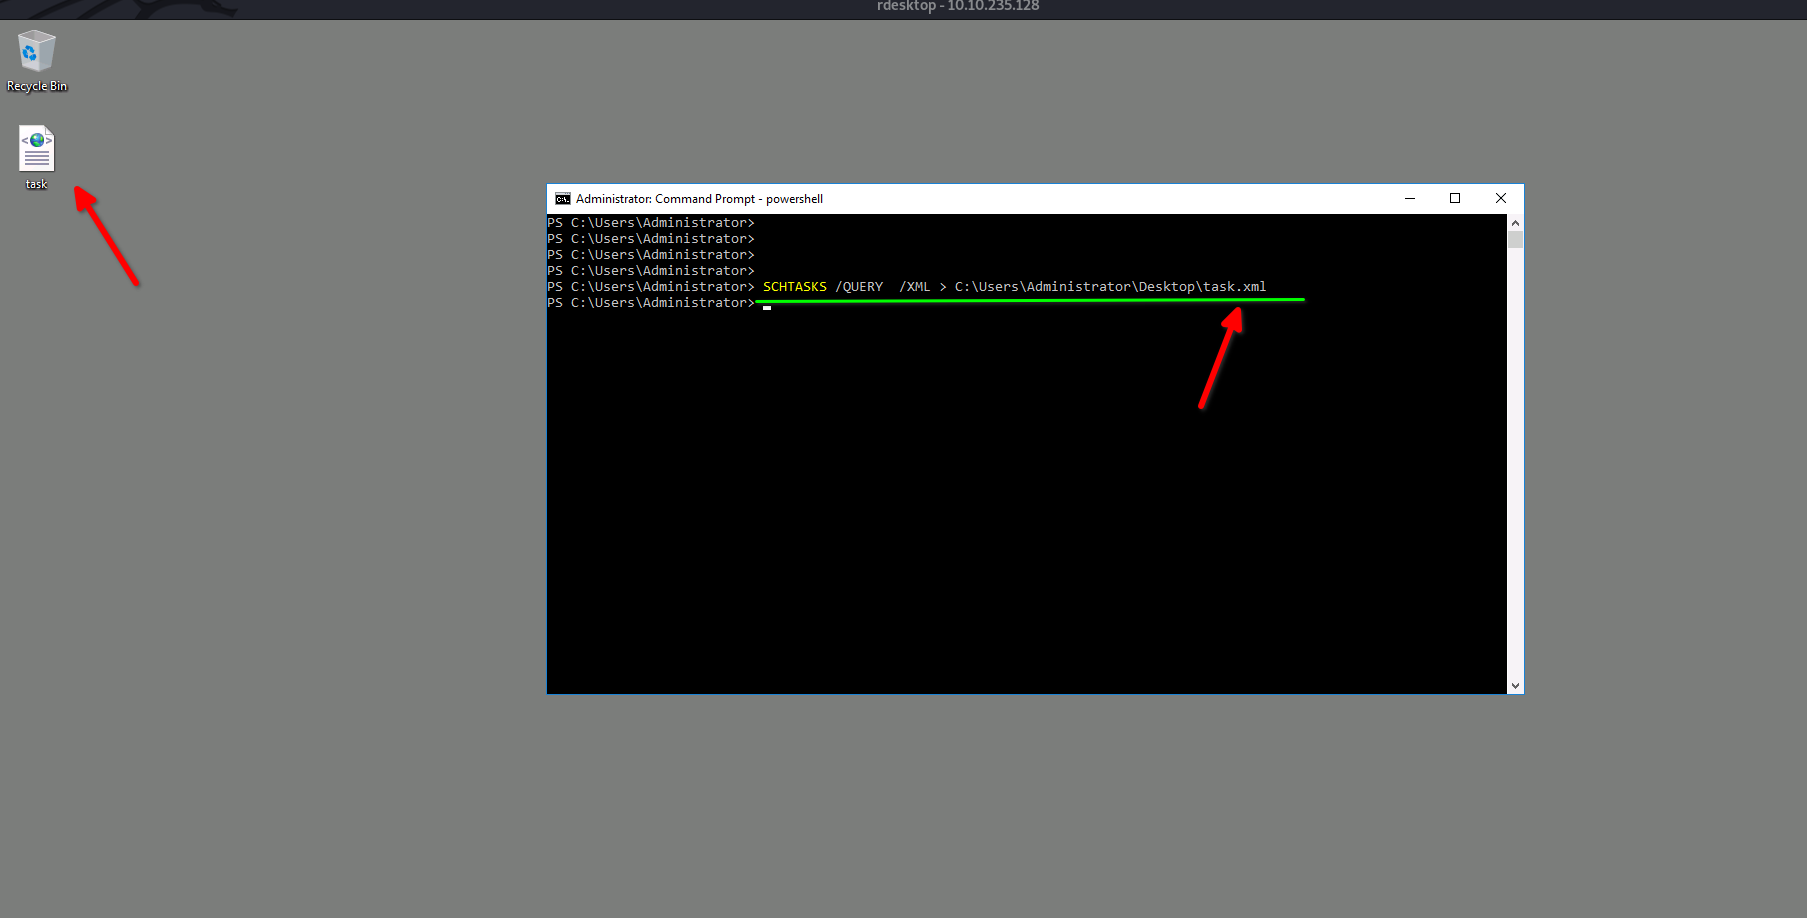 rdesktop - 10.10.235.128
Recycle Bin
task
Administrator: Command Prompt - powershell
PS C:\Users\Administrator>
PS C:\Users\Administrator>
PS C:\Users\Administrator>
PS C:\Users\Administrator>
PS C:\Users\Administrator> SCHTASKS /QUERY  /XML > C:\Users\Administrator\Desktop\task.xml
PS C:\Users\Administrator>